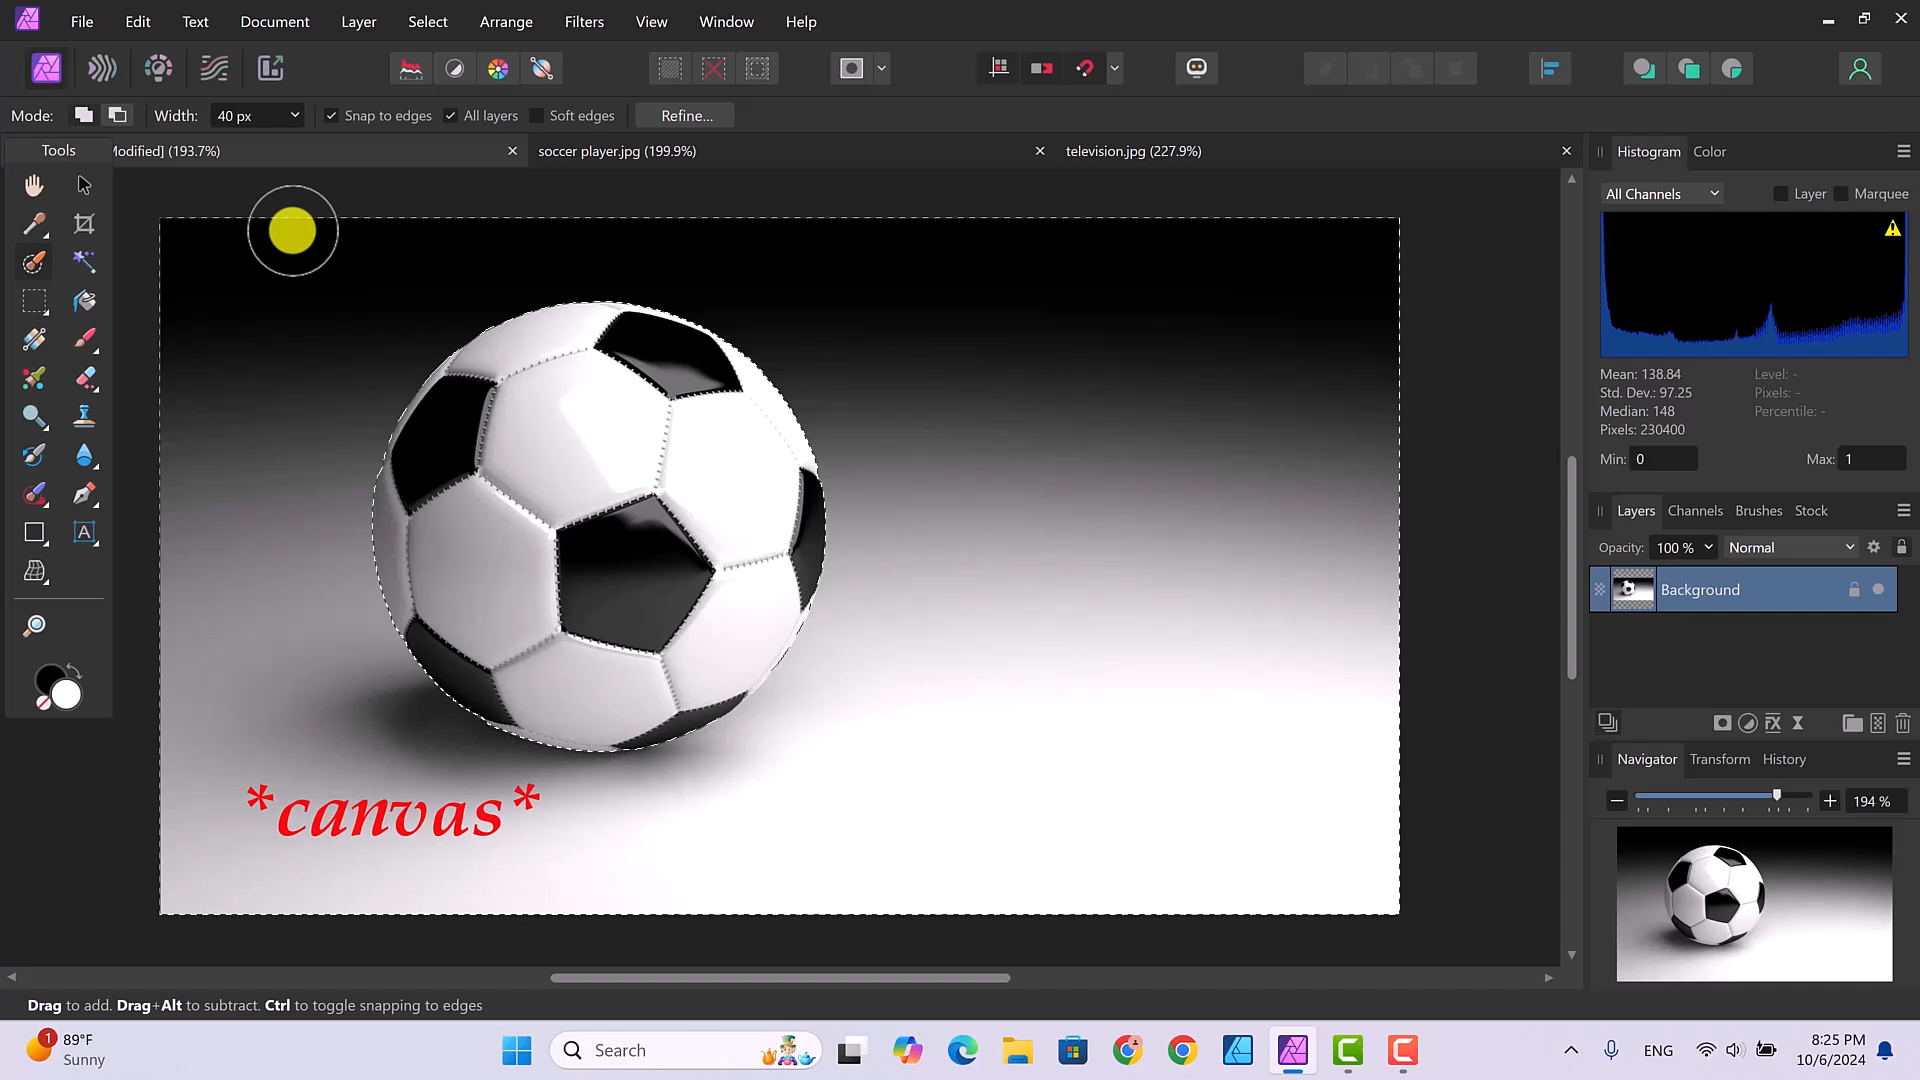 File Edit Text Document Layer Select Arrange Filters View Window Help
Mode: Width: 40 px Snap to edges All layers Soft edges Refine...
Tools Modified] (193.7%) soccer player.jpg (199.9%) television.jpg (227.9%)
Histogram Color
All Channels Layer Marquee
Mean: 138.84 Level: -
Std. Dev.: 97.25 Pixels: -
Median: 148 Percentile: -
Pixels: 230400
Min: 0 Max: 1
Layers Channels Brushes Stock
Opacity: 100 % Normal
Background
FX
A
Navigator Transform History
194 %
*canvas*
Drag to add. Drag+Alt to subtract. Ctrl to toggle snapping to edges
1 89°F
Sunny
Search
ENG
8:25 PM
10/6/2024